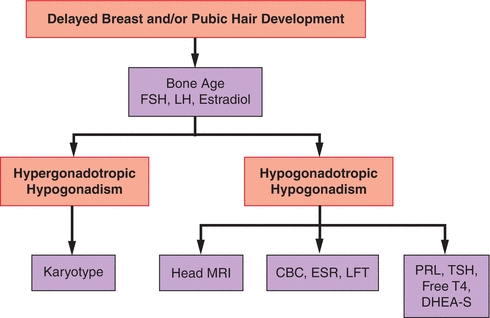 Delayed Breast and/or Pubic Hair Development
Bone Age
FSH, LH, Estradiol
Hypergonadotropic
Hypogonadism
Hypogonadotropic
Hypogonadism
Karyotype
Head MRI
CBC, ESR, LFT
PRL, TSH,
Free T4,
DHEA-S